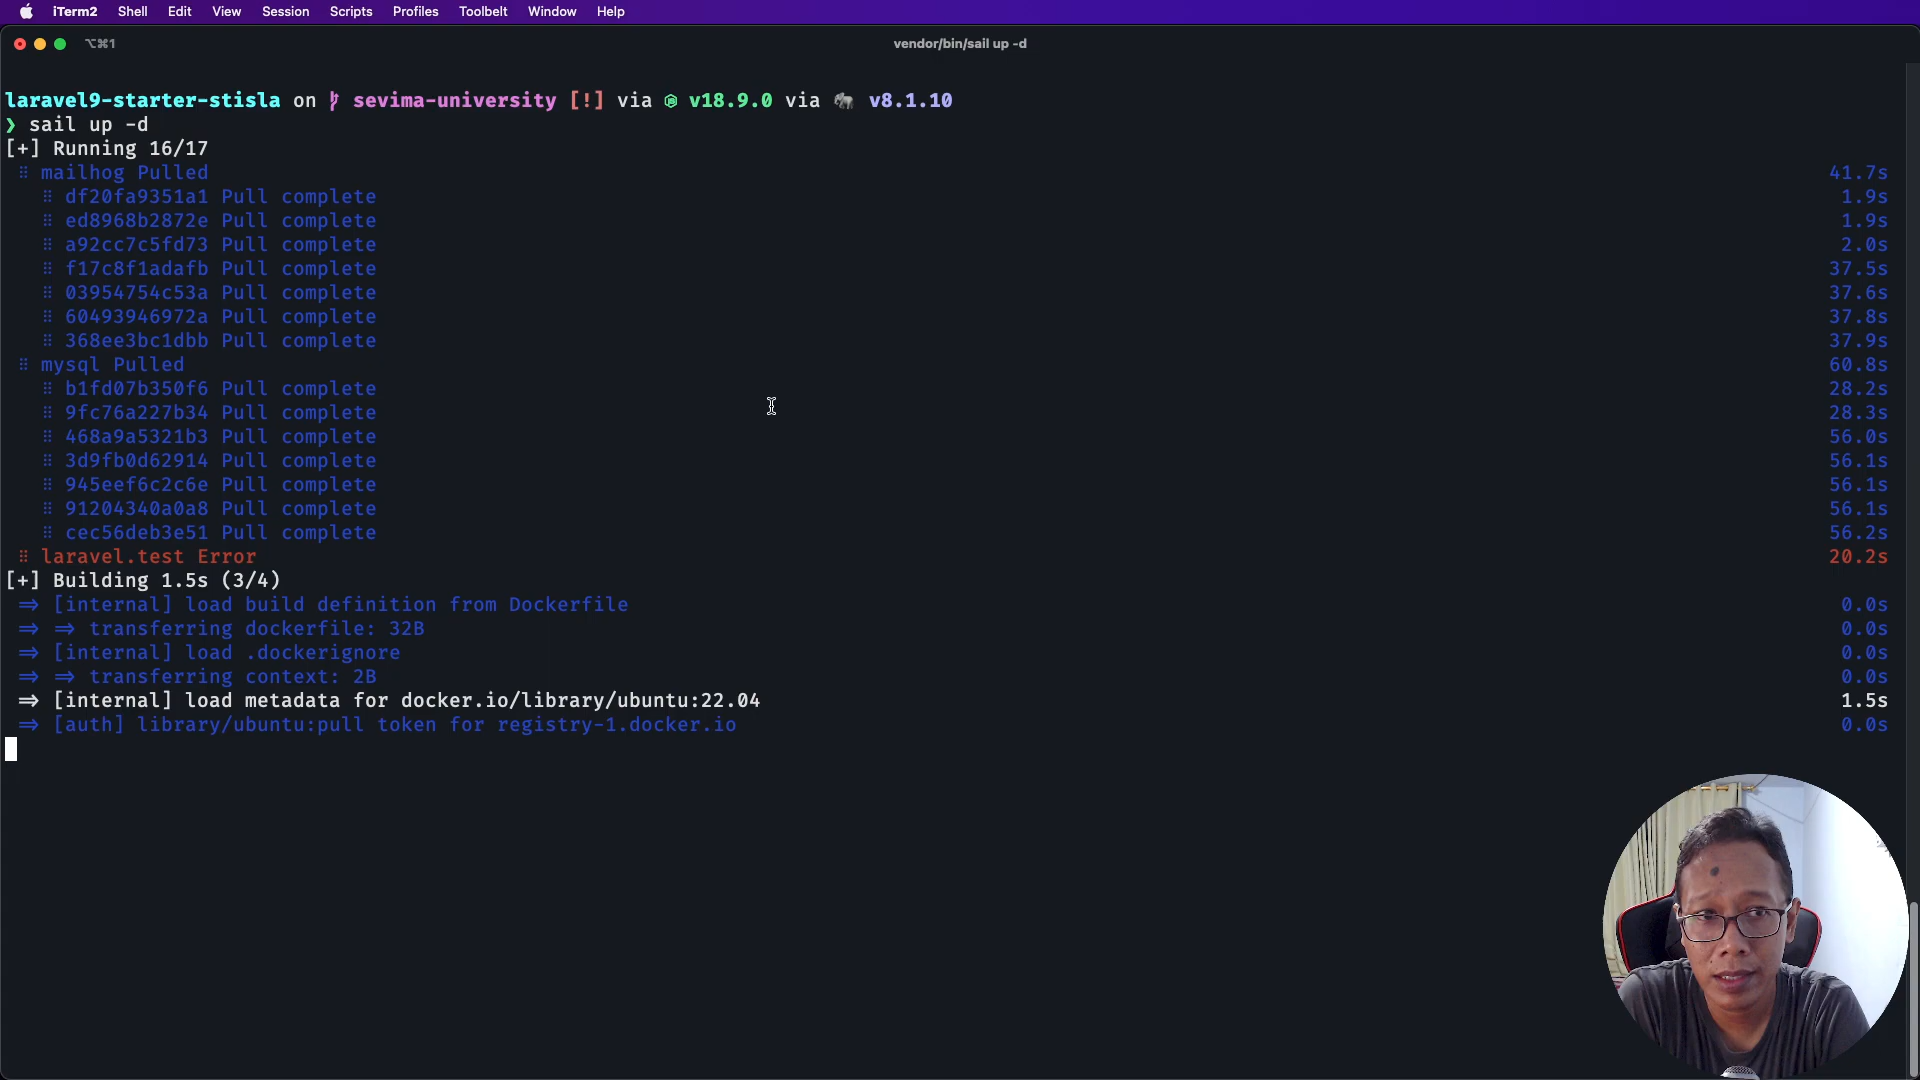 iTerm2 Shell Edit View Session Scripts Profiles Toolbelt Window Help
⌥⌘1 vendor/bin/sail up -d
laravel9-starter-stisla on sevima-university [!] via v18.9.0 via 🐘 v8.1.10
❯ sail up -d
[+] Running 16/17
⠿ mailhog Pulled 41.7s
⠿ df20fa9351a1 Pull complete 1.9s
⠿ ed8968b2872e Pull complete 1.9s
⠿ a92cc7c5fd73 Pull complete 2.0s
⠿ f17c8f1adafb Pull complete 37.5s
⠿ 03954754c53a Pull complete 37.6s
⠿ 60493946972a Pull complete 37.8s
⠿ 368ee3bc1dbb Pull complete 37.9s
⠿ mysql Pulled 60.8s
⠿ b1fd07b350f6 Pull complete 28.2s
⠿ 9fc76a227b34 Pull complete 28.3s
⠿ 468a9a5321b3 Pull complete 56.0s
⠿ 3d9fb0d62914 Pull complete 56.1s
⠿ 945eef6c2c6e Pull complete 56.1s
⠿ 91204340a0a8 Pull complete 56.1s
⠿ cec56deb3e51 Pull complete 56.2s
⠿ laravel.test Error 20.2s
[+] Building 1.5s (3/4)
=> [internal] load build definition from Dockerfile 0.0s
=> => transferring dockerfile: 32B 0.0s
=> [internal] load .dockerignore 0.0s
=> => transferring context: 2B 0.0s
=> [internal] load metadata for docker.io/library/ubuntu:22.04 1.5s
=> [auth] library/ubuntu:pull token for registry-1.docker.io 0.0s